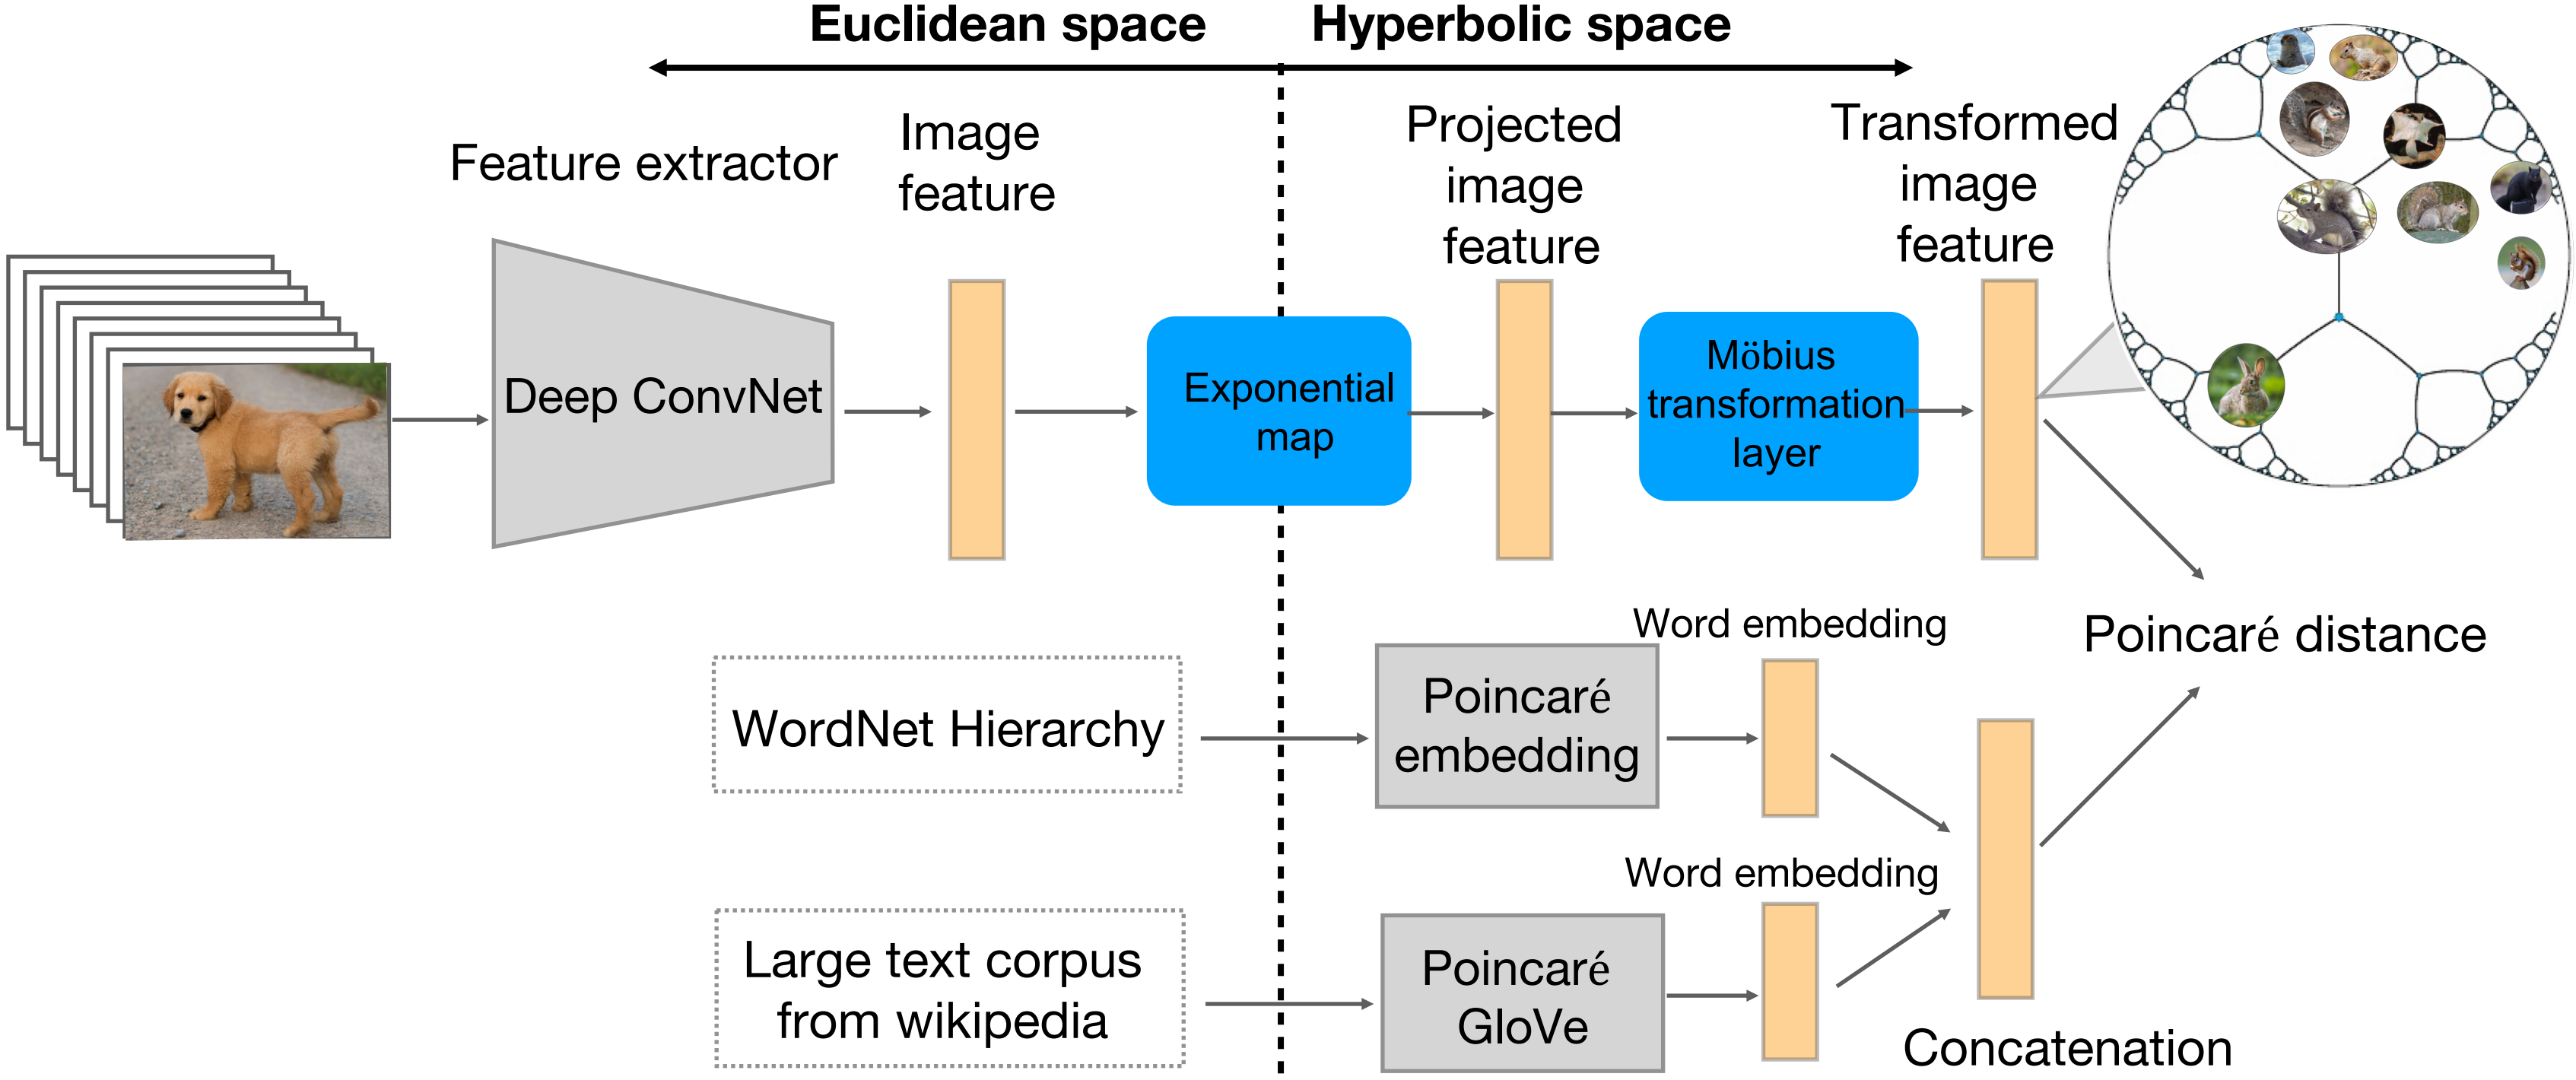 Euclidean space
Hyperbolic space
Feature extractor
Image
feature
Projected
image
feature
Transformed
image
feature
Deep ConvNet
Exponential
map
Möbius
transformation
layer
Poincaré distance
WordNet Hierarchy
Poincaré
embedding
Word embedding
Large text corpus
from wikipedia
Poincaré
GloVe
Word embedding
Concatenation